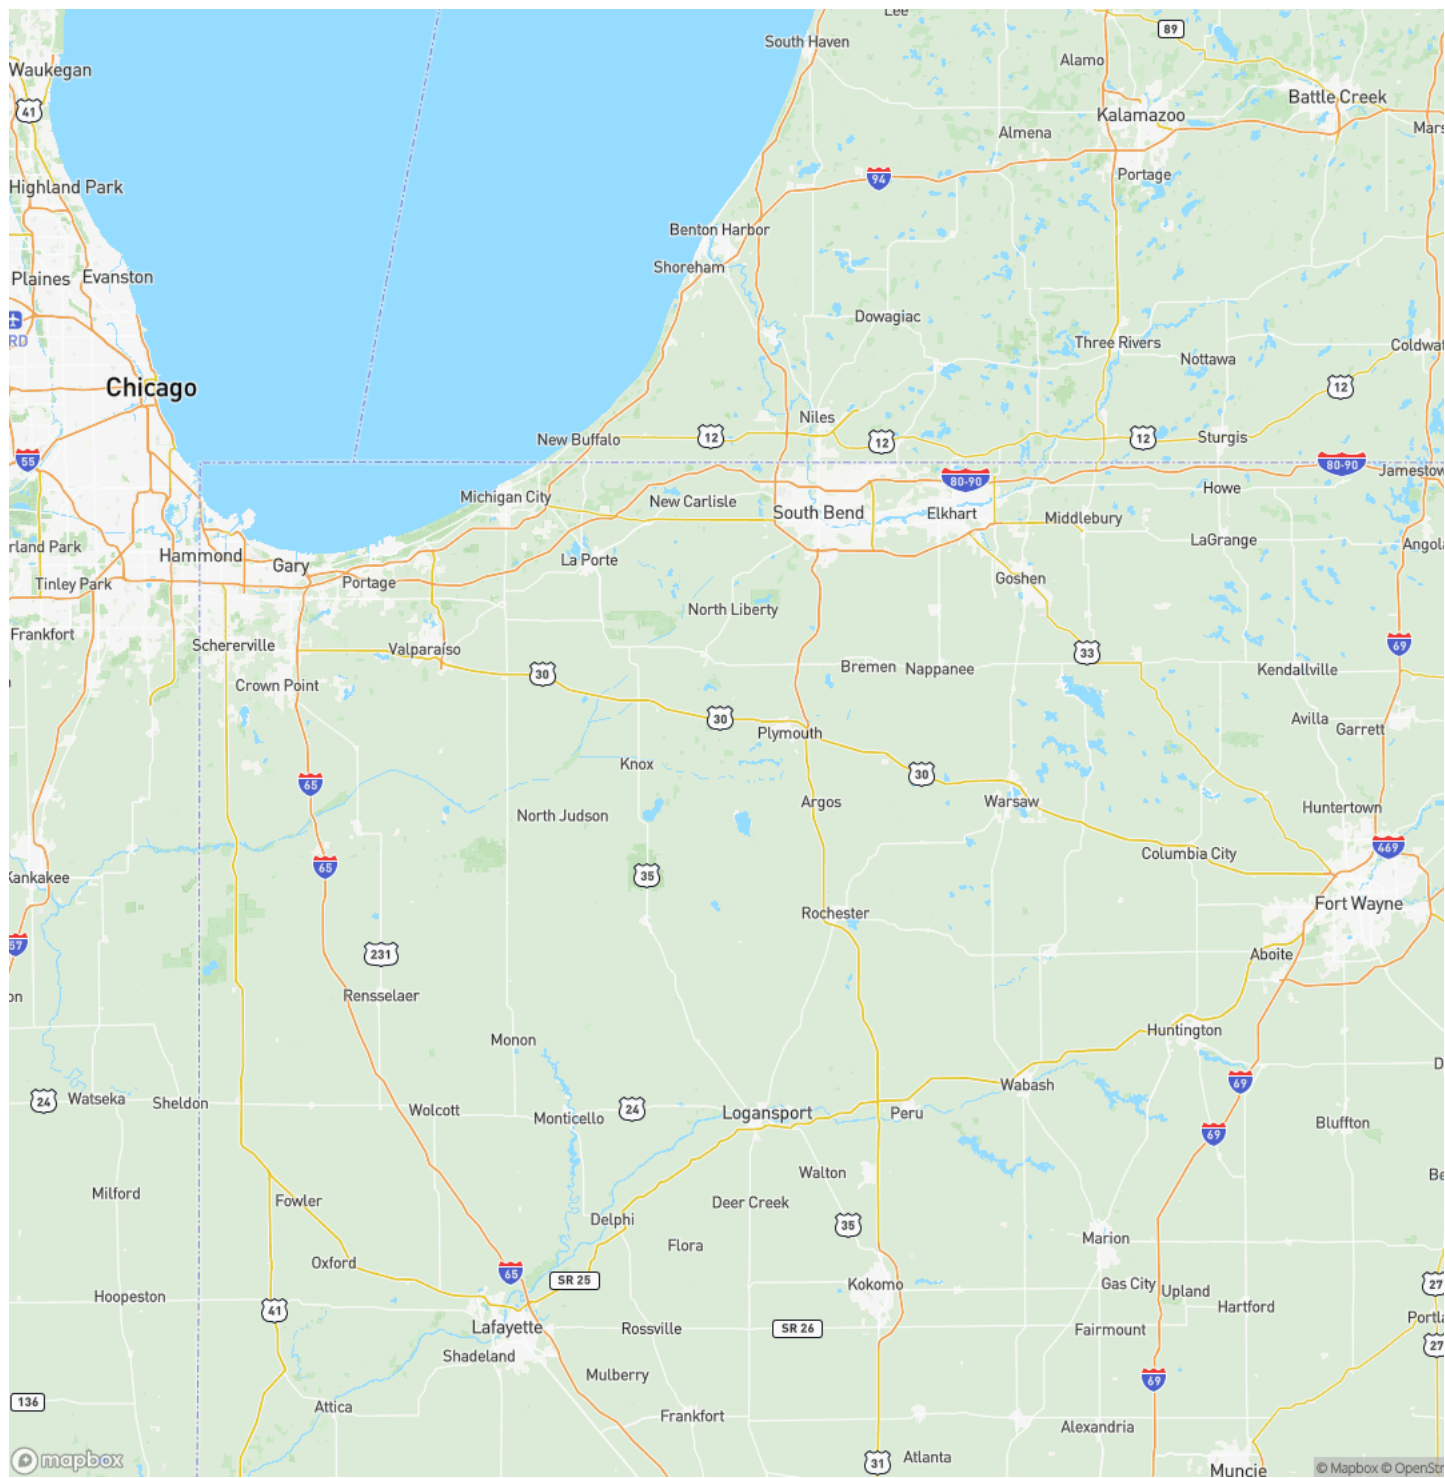 Lee
South Haven
89
Alamo
Waukegan
41
Battle Creek
Kalamazoo
Almena
Portage
94
Highland Park
Benton Harbor
Shoreham
Plaines
Evanston
Dowagiac
RD
Three Rivers
Nottawa
Chicago
12
Niles
New Buffalo
12
12
12
Sturgis
55
80-90
80-90
Michigan City
New Carlisle
Howe
South Bend
Elkhart
Middlebury
LaGrange
rland Park
Hammond
Gary
La Porte
Tinley Park
Portage
Goshen
North Liberty
Frankfort
Schererville
Valparaíso
33
69
Bremen
Nappanee
Kendallville
30
Crown Point
30
Plymouth
Avilla
Garrett
Knox
30
65
North Judson
Argos
Warsaw
Huntertown
65
Columbia City
469
Kankakee
35
Fort Wayne
Rochester
57
231
Aboite
on
Rensselaer
Monon
Huntington
69
Wabash
24
Watseka
Sheldon
Wolcott
Monticello
24
Logansport
Peru
69
Bluffton
Walton
Milford
Fowler
Deer Creek
Delphi
35
Flora
Marion
Oxford
65
SR 25
Kokomo
Gas City
Upland
27
Hoopeston
41
Hartford
Lafayette
Rossville
SR 26
Fairmount
Portla
27
Shadeland
Mulberry
69
136
Attica
Frankfort
Alexandria
Atlanta
31
Muncie
mapbox
© Mapbox © OpenStr
Mars
Coldwat
Jamestow
Angola
D
Be